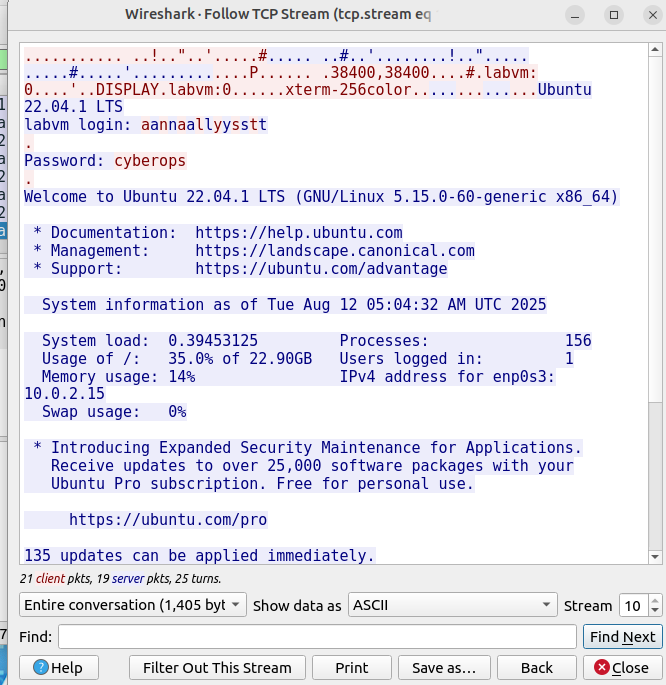 Wireshark · Follow TCP Stream (tcp.stream eq
........... ..!.."..'.....#..... ..#..'........!..".....
.....#.....'.............P...... .38400,38400....#.labvm:
0....'..DISPLAY.labvm:0......xterm-256color..............Ubuntu
22.04.1 LTS
labvm login: aannaallyysstt
.
Password: cyberops
.
Welcome to Ubuntu 22.04.1 LTS (GNU/Linux 5.15.0-60-generic x86_64)
* Documentation:  https://help.ubuntu.com
* Management:     https://landscape.canonical.com
* Support:        https://ubuntu.com/advantage
System information as of Tue Aug 12 05:04:32 AM UTC 2025
System load:  0.39453125         Processes:               156
Usage of /:   35.0% of 22.90GB   Users logged in:         1
Memory usage: 14%                IPv4 address for enp0s3:
10.0.2.15
Swap usage:   0%
* Introducing Expanded Security Maintenance for Applications.
Receive updates to over 25,000 software packages with your
Ubuntu Pro subscription. Free for personal use.
https://ubuntu.com/pro
135 updates can be applied immediately.
21 client pkts, 19 server pkts, 25 turns.
Entire conversation (1,405 byt Show data as ASCII Stream 10
Find: Find Next
Help Filter Out This Stream Print Save as… Back Close